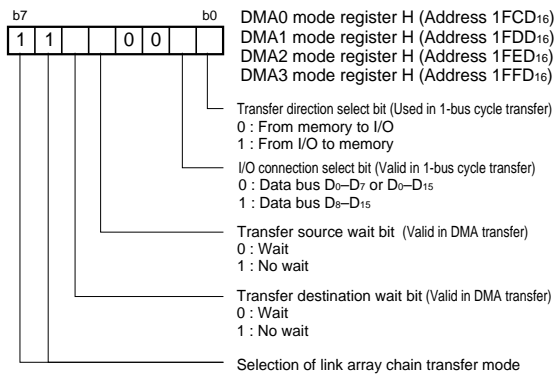 b7 b0
1 1 0 0
DMA0 mode register H (Address 1FCD16)
DMA1 mode register H (Address 1FDD16)
DMA2 mode register H (Address 1FED16)
DMA3 mode register H (Address 1FFD16)
Transfer direction select bit (Used in 1-bus cycle transfer)
0 : From memory to I/O
1 : From I/O to memory
I/O connection select bit (Valid in 1-bus cycle transfer)
0 : Data bus D0–D7 or D0–D15
1 : Data bus D8–D15
Transfer source wait bit (Valid in DMA transfer)
0 : Wait
1 : No wait
Transfer destination wait bit (Valid in DMA transfer)
0 : Wait
1 : No wait
Selection of link array chain transfer mode